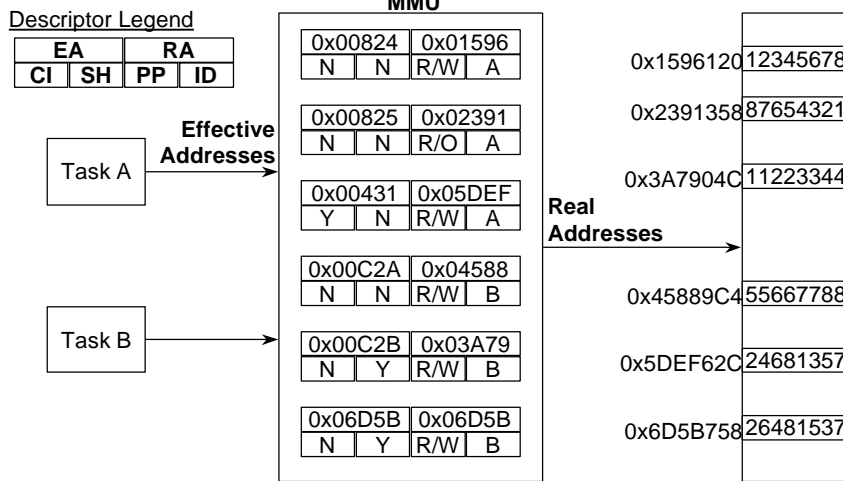 MMU
Descriptor Legend
EA RA
CI SH PP ID
Effective
Addresses
Task A
Task B
0x00824 0x01596
N N R/W A
0x00825 0x02391
N N R/O A
0x00431 0x05DEF
Y N R/W A
0x00C2A 0x04588
N N R/W B
0x00C2B 0x03A79
N Y R/W B
0x06D5B 0x06D5B
N Y R/W B
Real
Addresses
0x1596120 12345678
0x2391358 87654321
0x3A7904C 11223344
0x45889C4 55667788
0x5DEF62C 24681357
0x6D5B758 26481537